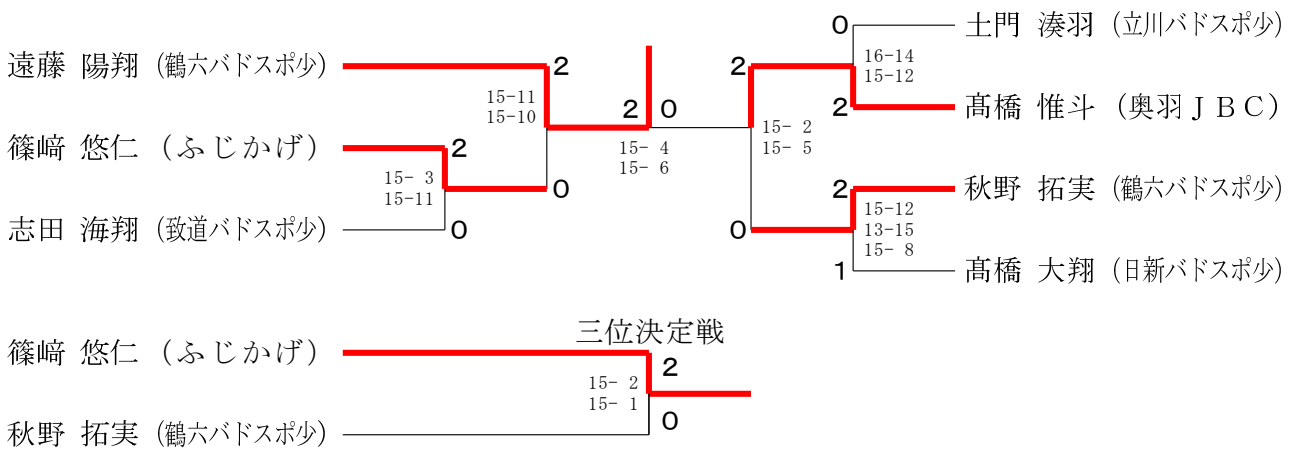 遠藤 陽翔 (鶴六バドスポ少)
2
15-11
15-10
篠﨑 悠仁 (ふじかげ)
2
15- 3
15-11
0
志田 海翔 (致道バドスポ少)
0
2 0
15- 4
15- 6
0 土門 湊羽 (立川バドスポ少)
16-14
15-12
2
2 髙橋 惟斗 (奥羽ＪＢＣ)
15- 2
15- 5
2 秋野 拓実 (鶴六バドスポ少)
15-12
13-15
15- 8
0
1 髙橋 大翔 (日新バドスポ少)
三位決定戦
篠﨑 悠仁 (ふじかげ)
2
15- 2
15- 1
0
秋野 拓実 (鶴六バドスポ少)